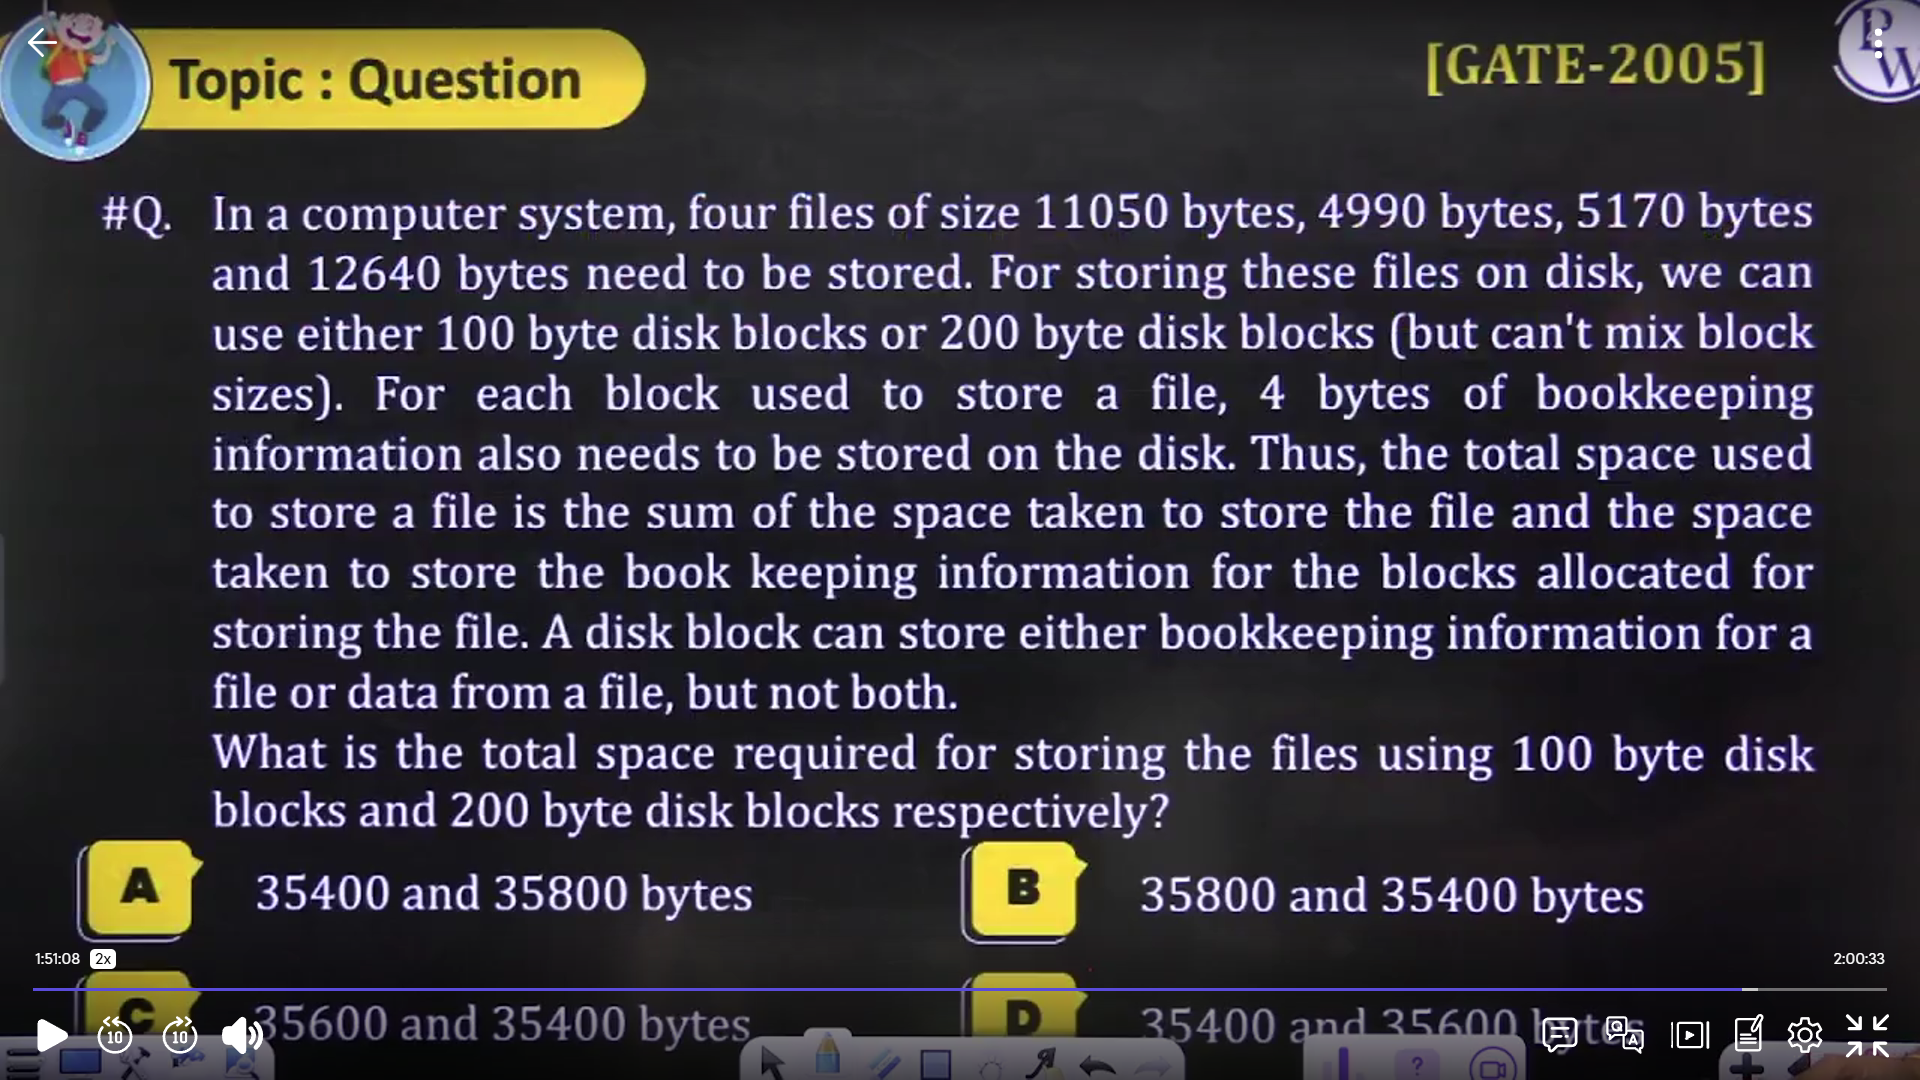 Topic : Question
[GATE-2005]
PW
#Q. In a computer system, four files of size 11050 bytes, 4990 bytes, 5170 bytes
and 12640 bytes need to be stored. For storing these files on disk, we can
use either 100 byte disk blocks or 200 byte disk blocks (but can't mix block
sizes). For each block used to store a file, 4 bytes of bookkeeping
information also needs to be stored on the disk. Thus, the total space used
to store a file is the sum of the space taken to store the file and the space
taken to store the book keeping information for the blocks allocated for
storing the file. A disk block can store either bookkeeping information for a
file or data from a file, but not both.
What is the total space required for storing the files using 100 byte disk
blocks and 200 byte disk blocks respectively?
A 35400 and 35800 bytes
B 35800 and 35400 bytes
1:51:08 2x
2:00:33
C 35600 and 35400 bytes
D 35400 and 35600 bytes
10 10
Q A
?